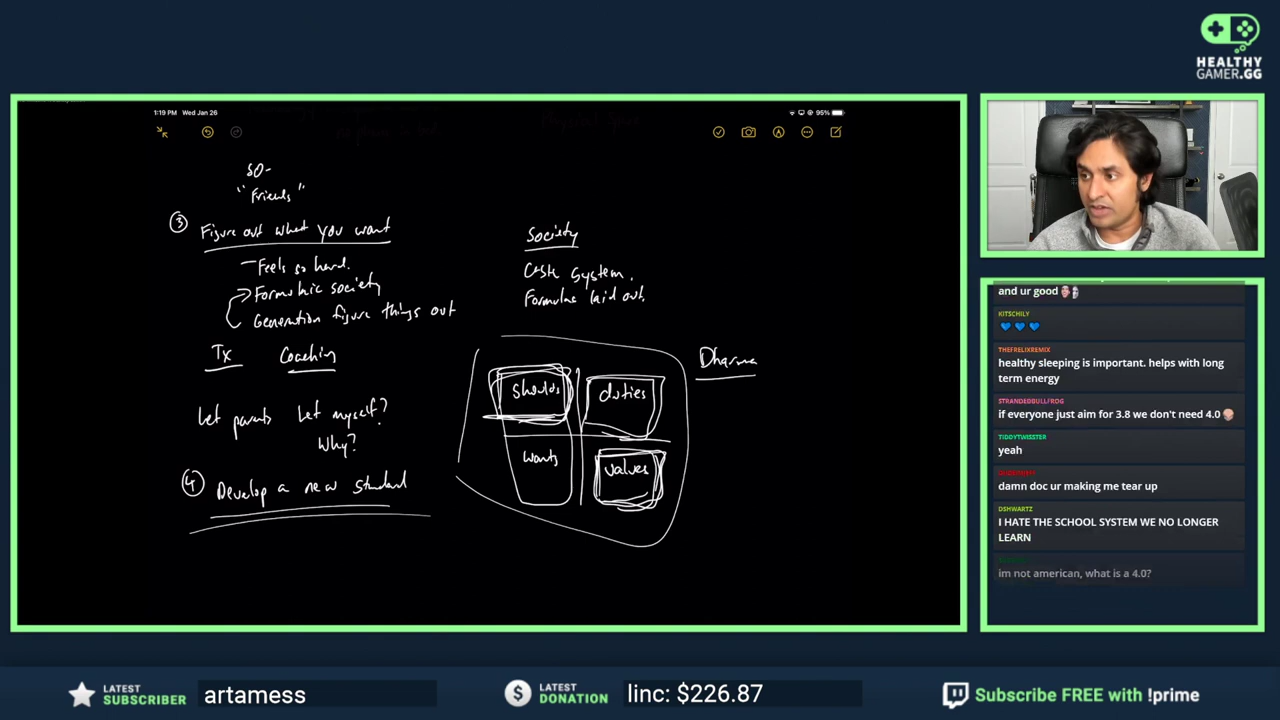 HEALTHY
GAMER.GG
1:19 PM Wed Jan 26
95%
so-
"Friends"
③ Figure out what you want
- Feels so hard.
Formulaic society
Generation figure things out
Tx Coaching
Let parents Let myself?
Why?
④ Develop a new standard
Society
Caste System.
Formulae laid out.
Dharma
shoulds duties
wants values
and ur good
KITSCHILY
💙 💙 💙
THEFRELIXREMIX
healthy sleeping is important. helps with long
term energy
STRANDEDBULLFROG
if everyone just aim for 3.8 we don't need 4.0
TIDDYTWISSTER
yeah
damn doc ur making me tear up
DSHWARTZ
I HATE THE SCHOOL SYSTEM WE NO LONGER
LEARN
im not american, what is a 4.0?
LATEST
SUBSCRIBER
artamess
$
LATEST
DONATION
linc: $226.87
Subscribe FREE with !prime